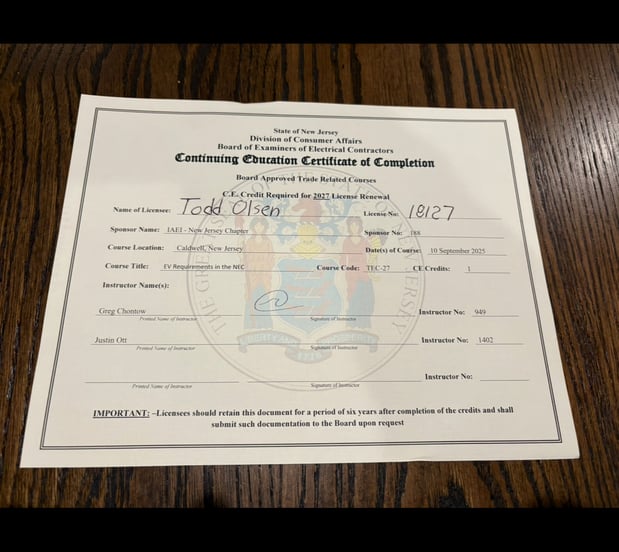 State of New Jersey
Division of Consumer Affairs
Board of Examiners of Electrical Contractors
Continuing Education Certificate of Completion
Board Approved Trade Related Courses
C.E. Credit Required for 2027 License Renewal
Name of Licensee: Todd Olsen License No: 18127
Sponsor Name: IAEI - New Jersey Chapter Sponsor No: 188
Course Location: Caldwell, New Jersey Date(s) of Course: 10 September 2025
Course Title: EV Requirements in the NEC Course Code: TEC-27 CE Credits: 1
Instructor Name(s):
Greg Chontow Instructor No: 949
Printed Name of Instructor Signature of Instructor
Justin Ott Instructor No: 1402
Printed Name of Instructor Signature of Instructor
Instructor No:
Printed Name of Instructor Signature of Instructor
IMPORTANT: –Licensees should retain this document for a period of six years after completion of the credits and shall
submit such documentation to the Board upon request